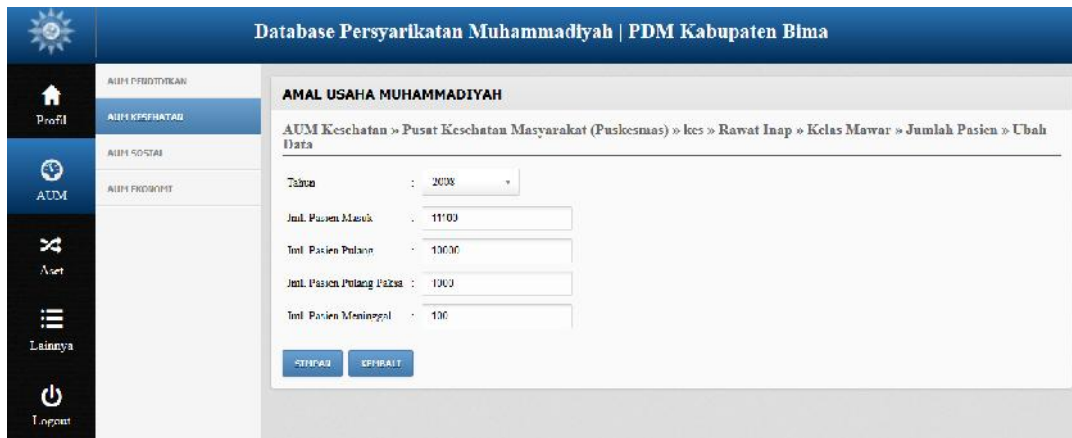 Database Persyarikatan Muhammadiyah | PDM Kabupaten Bima
Profil
AUM
Aset
Lainnya
Logout
AUM PENDIDIKAN
AUM KESEHATAN
AUM SOSIAL
AUM EKONOMI
AMAL USAHA MUHAMMADIYAH
AUM Kesehatan » Pusat Kesehatan Masyarakat (Puskesmas) » kes » Rawat Inap » Kelas Mawar » Jumlah Pasien » Ubah
Data
Tahun : 2008
Jml. Pasien Masuk : 11100
Jml. Pasien Pulang : 10000
Jml. Pasien Pulang Paksa : 1000
Jml. Pasien Meninggal : 100
SIMPAN KEMBALI